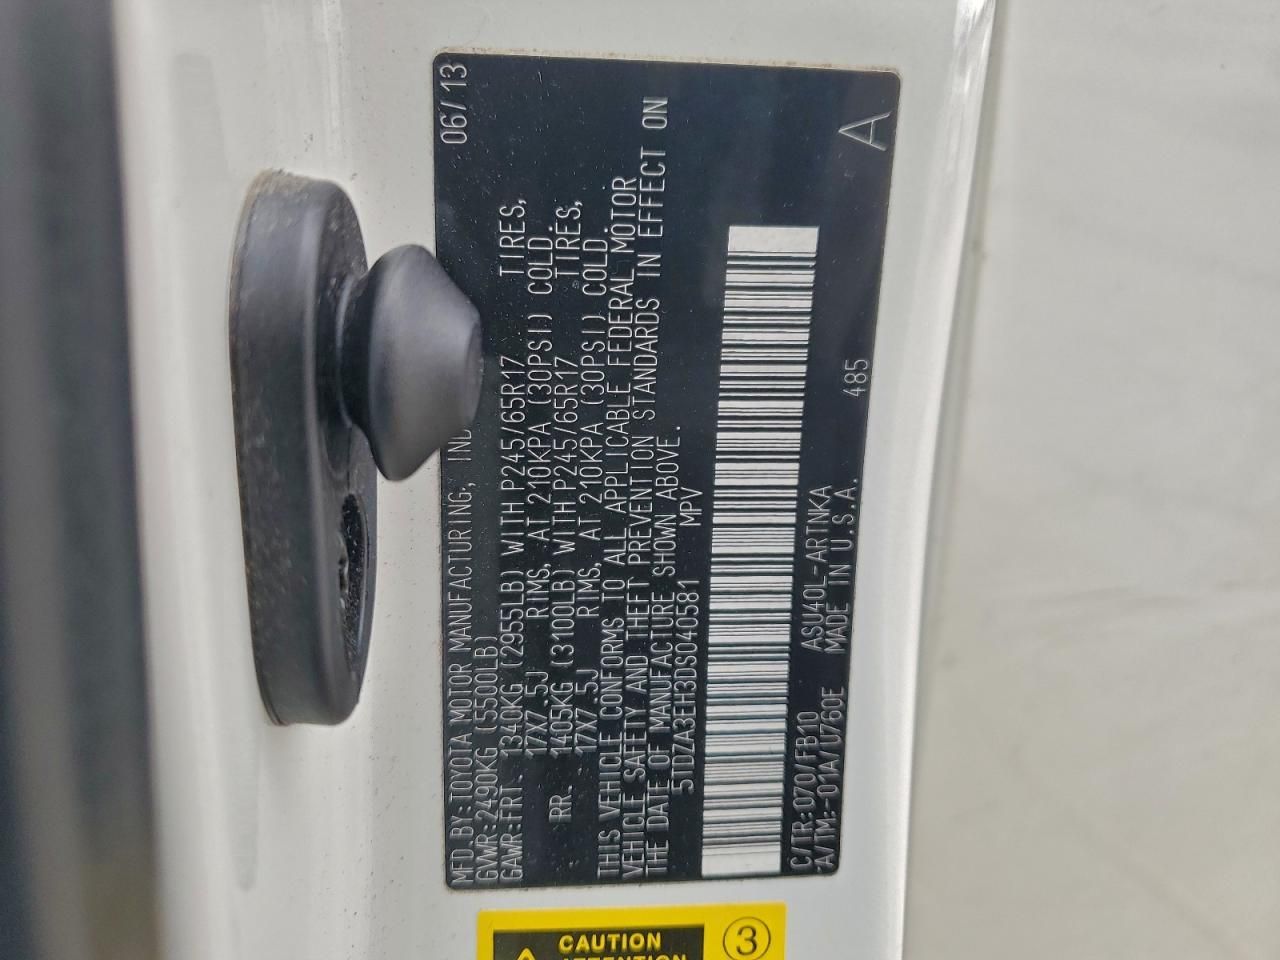 MFD.BY:TOYOTA MOTOR MANUFACTURING, 06/13
GVWR:2490KG (5500LB)
GAWR:FRT. 1340KG (2955LB) WITH P245/65R17 TIRES,
17X7.5J RIMS, AT 210KPA (30PSI) COLD.
RR. 1405KG (3100LB) WITH P245/65R17 TIRES,
17X7.5J RIMS, AT 210KPA (30PSI) COLD.
THIS VEHICLE CONFORMS TO ALL APPLICABLE FEDERAL MOTOR
VEHICLE SAFETY AND THEFT PREVENTION STANDARDS IN EFFECT ON
THE DATE OF MANUFACTURE SHOWN ABOVE.
5TDZA3EH3DS040581 MPV
C/TR:070/FB10 ASU40L-ARTNKA 485
A/TM:-01A/U760E MADE IN U.S.A.
A
CAUTION 3